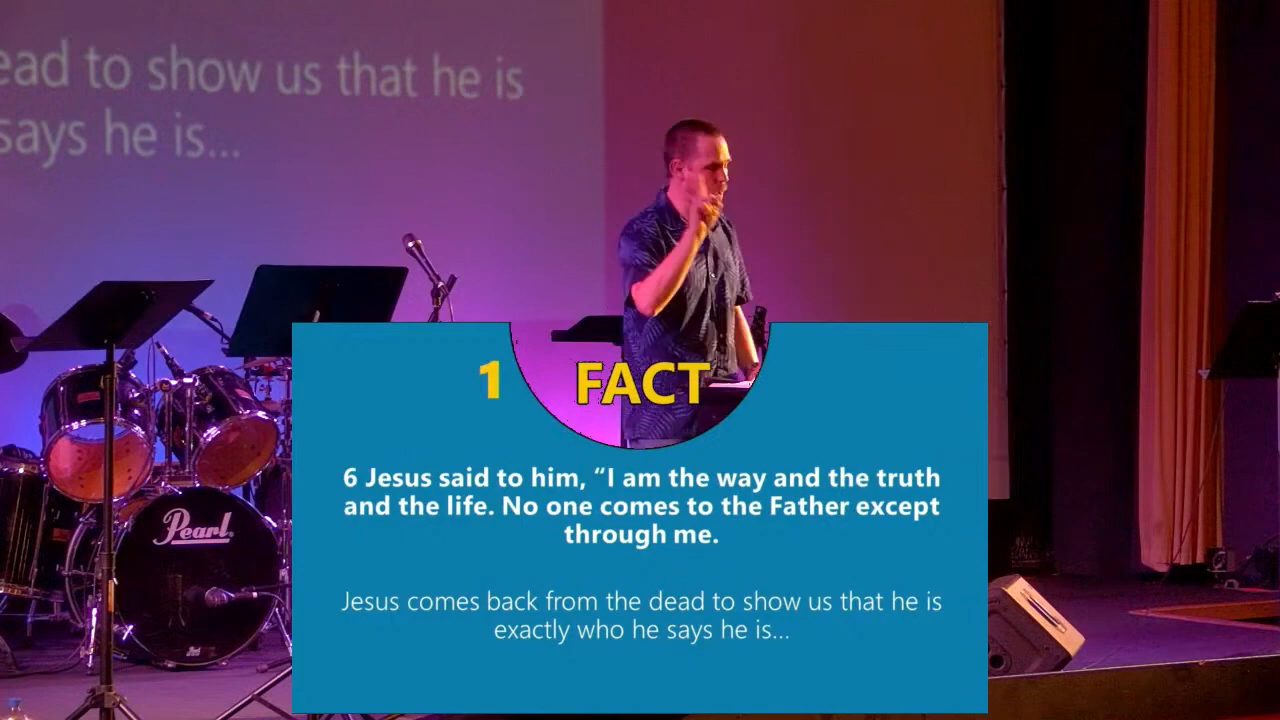 ead to show us that he is
says he is...
1 FACT
6 Jesus said to him, “I am the way and the truth
and the life. No one comes to the Father except
through me.
Jesus comes back from the dead to show us that he is
exactly who he says he is...
Pearl